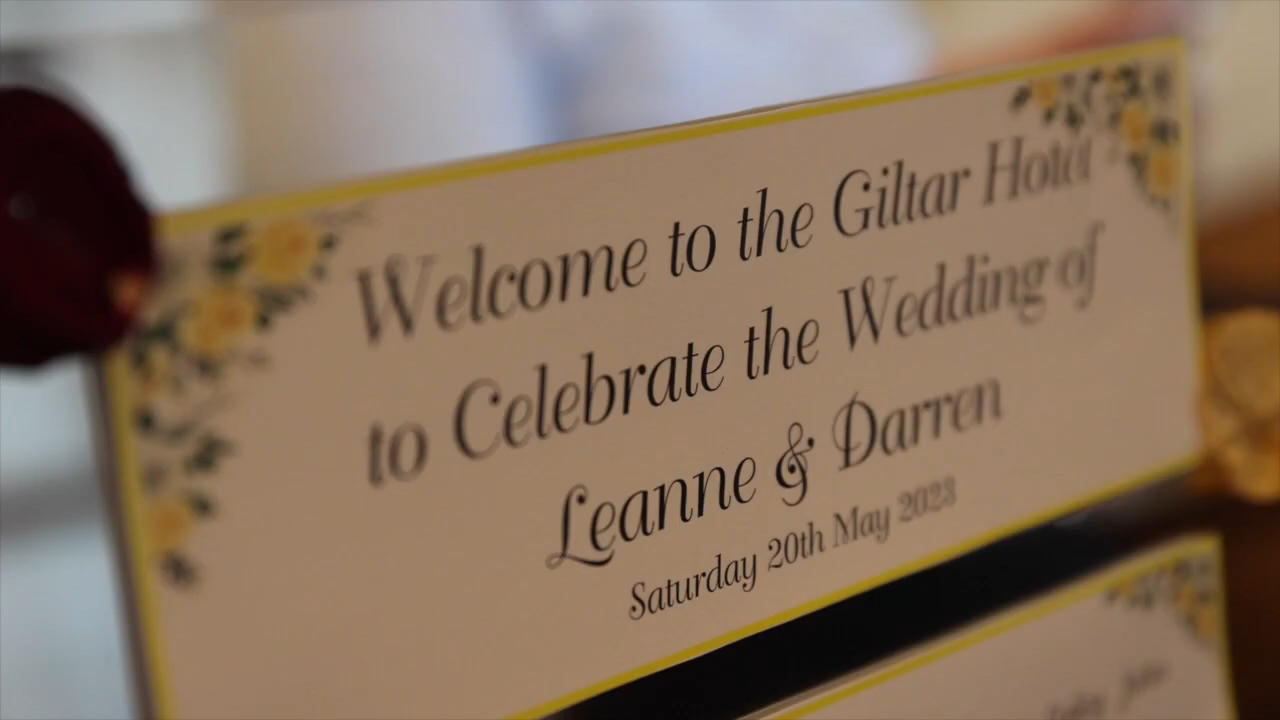 Welcome to the Giltar Hotel
to Celebrate the Wedding of
Leanne & Darren
Saturday 20th May 2023